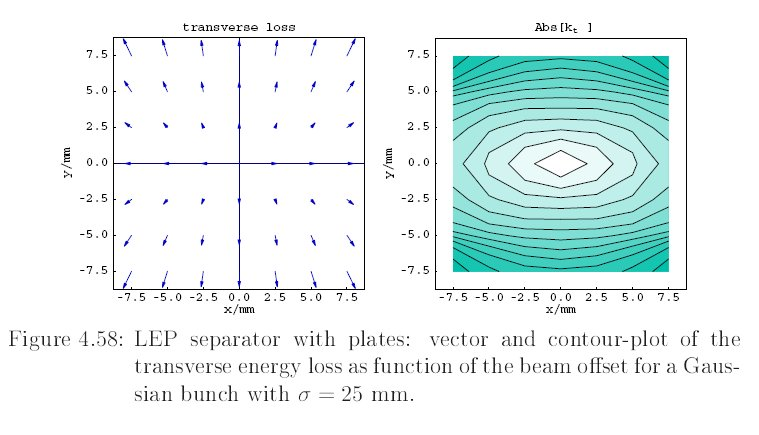 transverse loss
7.5
5.0
2.5
0.0
-2.5
-5.0
-7.5
y/mm
-7.5 -5.0 -2.5 0.0 2.5 5.0 7.5
x/mm
Abs[kt ]
7.5
5.0
2.5
0.0
-2.5
-5.0
-7.5
y/mm
-7.5 -5.0 -2.5 0.0 2.5 5.0 7.5
x/mm
Figure 4.58: LEP separator with plates: vector and contour-plot of the
transverse energy loss as function of the beam offset for a Gaus-
sian bunch with σ = 25 mm.